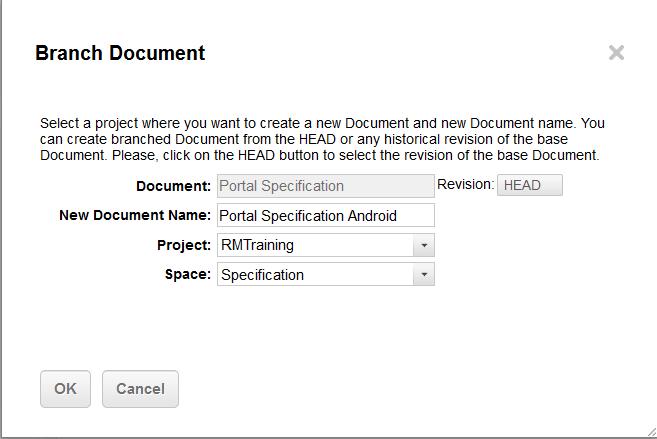 Branch Document
Select a project where you want to create a new Document and new Document name. You
can create branched Document from the HEAD or any historical revision of the base
Document. Please, click on the HEAD button to select the revision of the base Document.
Document: Portal Specification Revision: HEAD
New Document Name: Portal Specification Android
Project: RMTraining
Space: Specification
OK Cancel